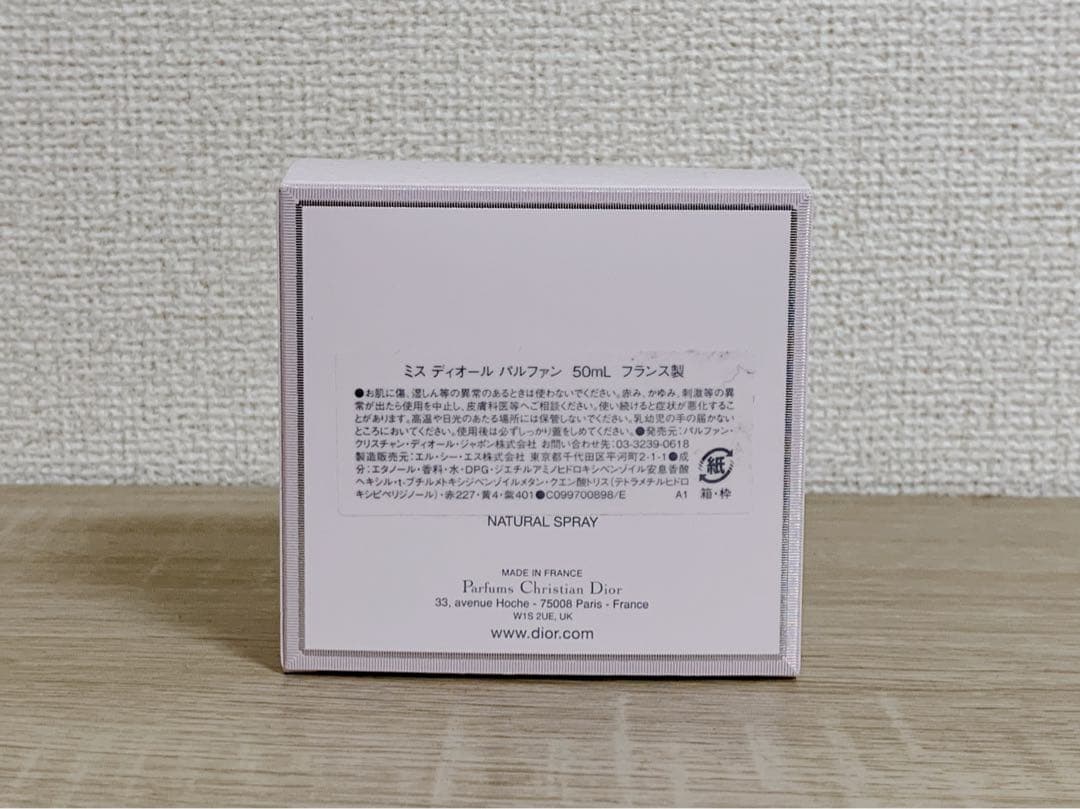 ミス ディオール パルファン 50mL フランス製
●お肌に傷、湿しん等の異常のあるときは使わないでください。赤み、かゆみ、刺激等の異
常が出たら使用を中止し、皮膚科医等へご相談ください。使い続けると症状が悪化するこ
とがあります。高温や日光のあたる場所には保管しないでください。乳幼児の手の届かない
ところにおいてください。使用後は必ずしっかり蓋をしめてください。●発売元：パルファン・
クリスチャン・ディオール・ジャポン株式会社 お問い合わせ先：03-3239-0618
製造販売元：エル・シー・エス株式会社 東京都千代田区平河町2-1-1●成
分：エタノール・香料・水・DPG・ジエチルアミノヒドロキシベンゾイル安息香酸
ヘキシル・t-ブチルメトキシジベンゾイルメタン・クエン酸トリス(テトラメチルヒドロ
キシピペリジノール)・赤227・黄4・紫401●C099700898/E A1
紙
箱・枠
NATURAL SPRAY
MADE IN FRANCE
Parfums Christian Dior
33, avenue Hoche - 75008 Paris - France
W1S 2UE, UK
www.dior.com